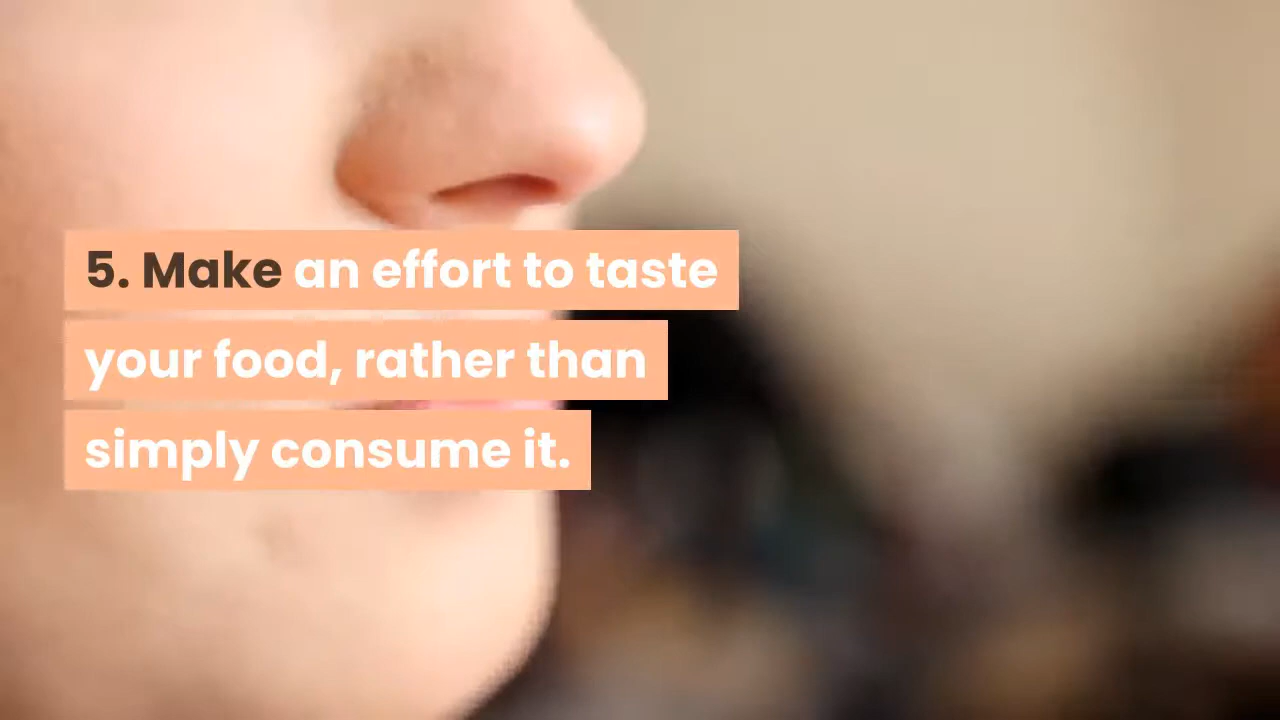 5. Make an effort to taste
your food, rather than
simply consume it.